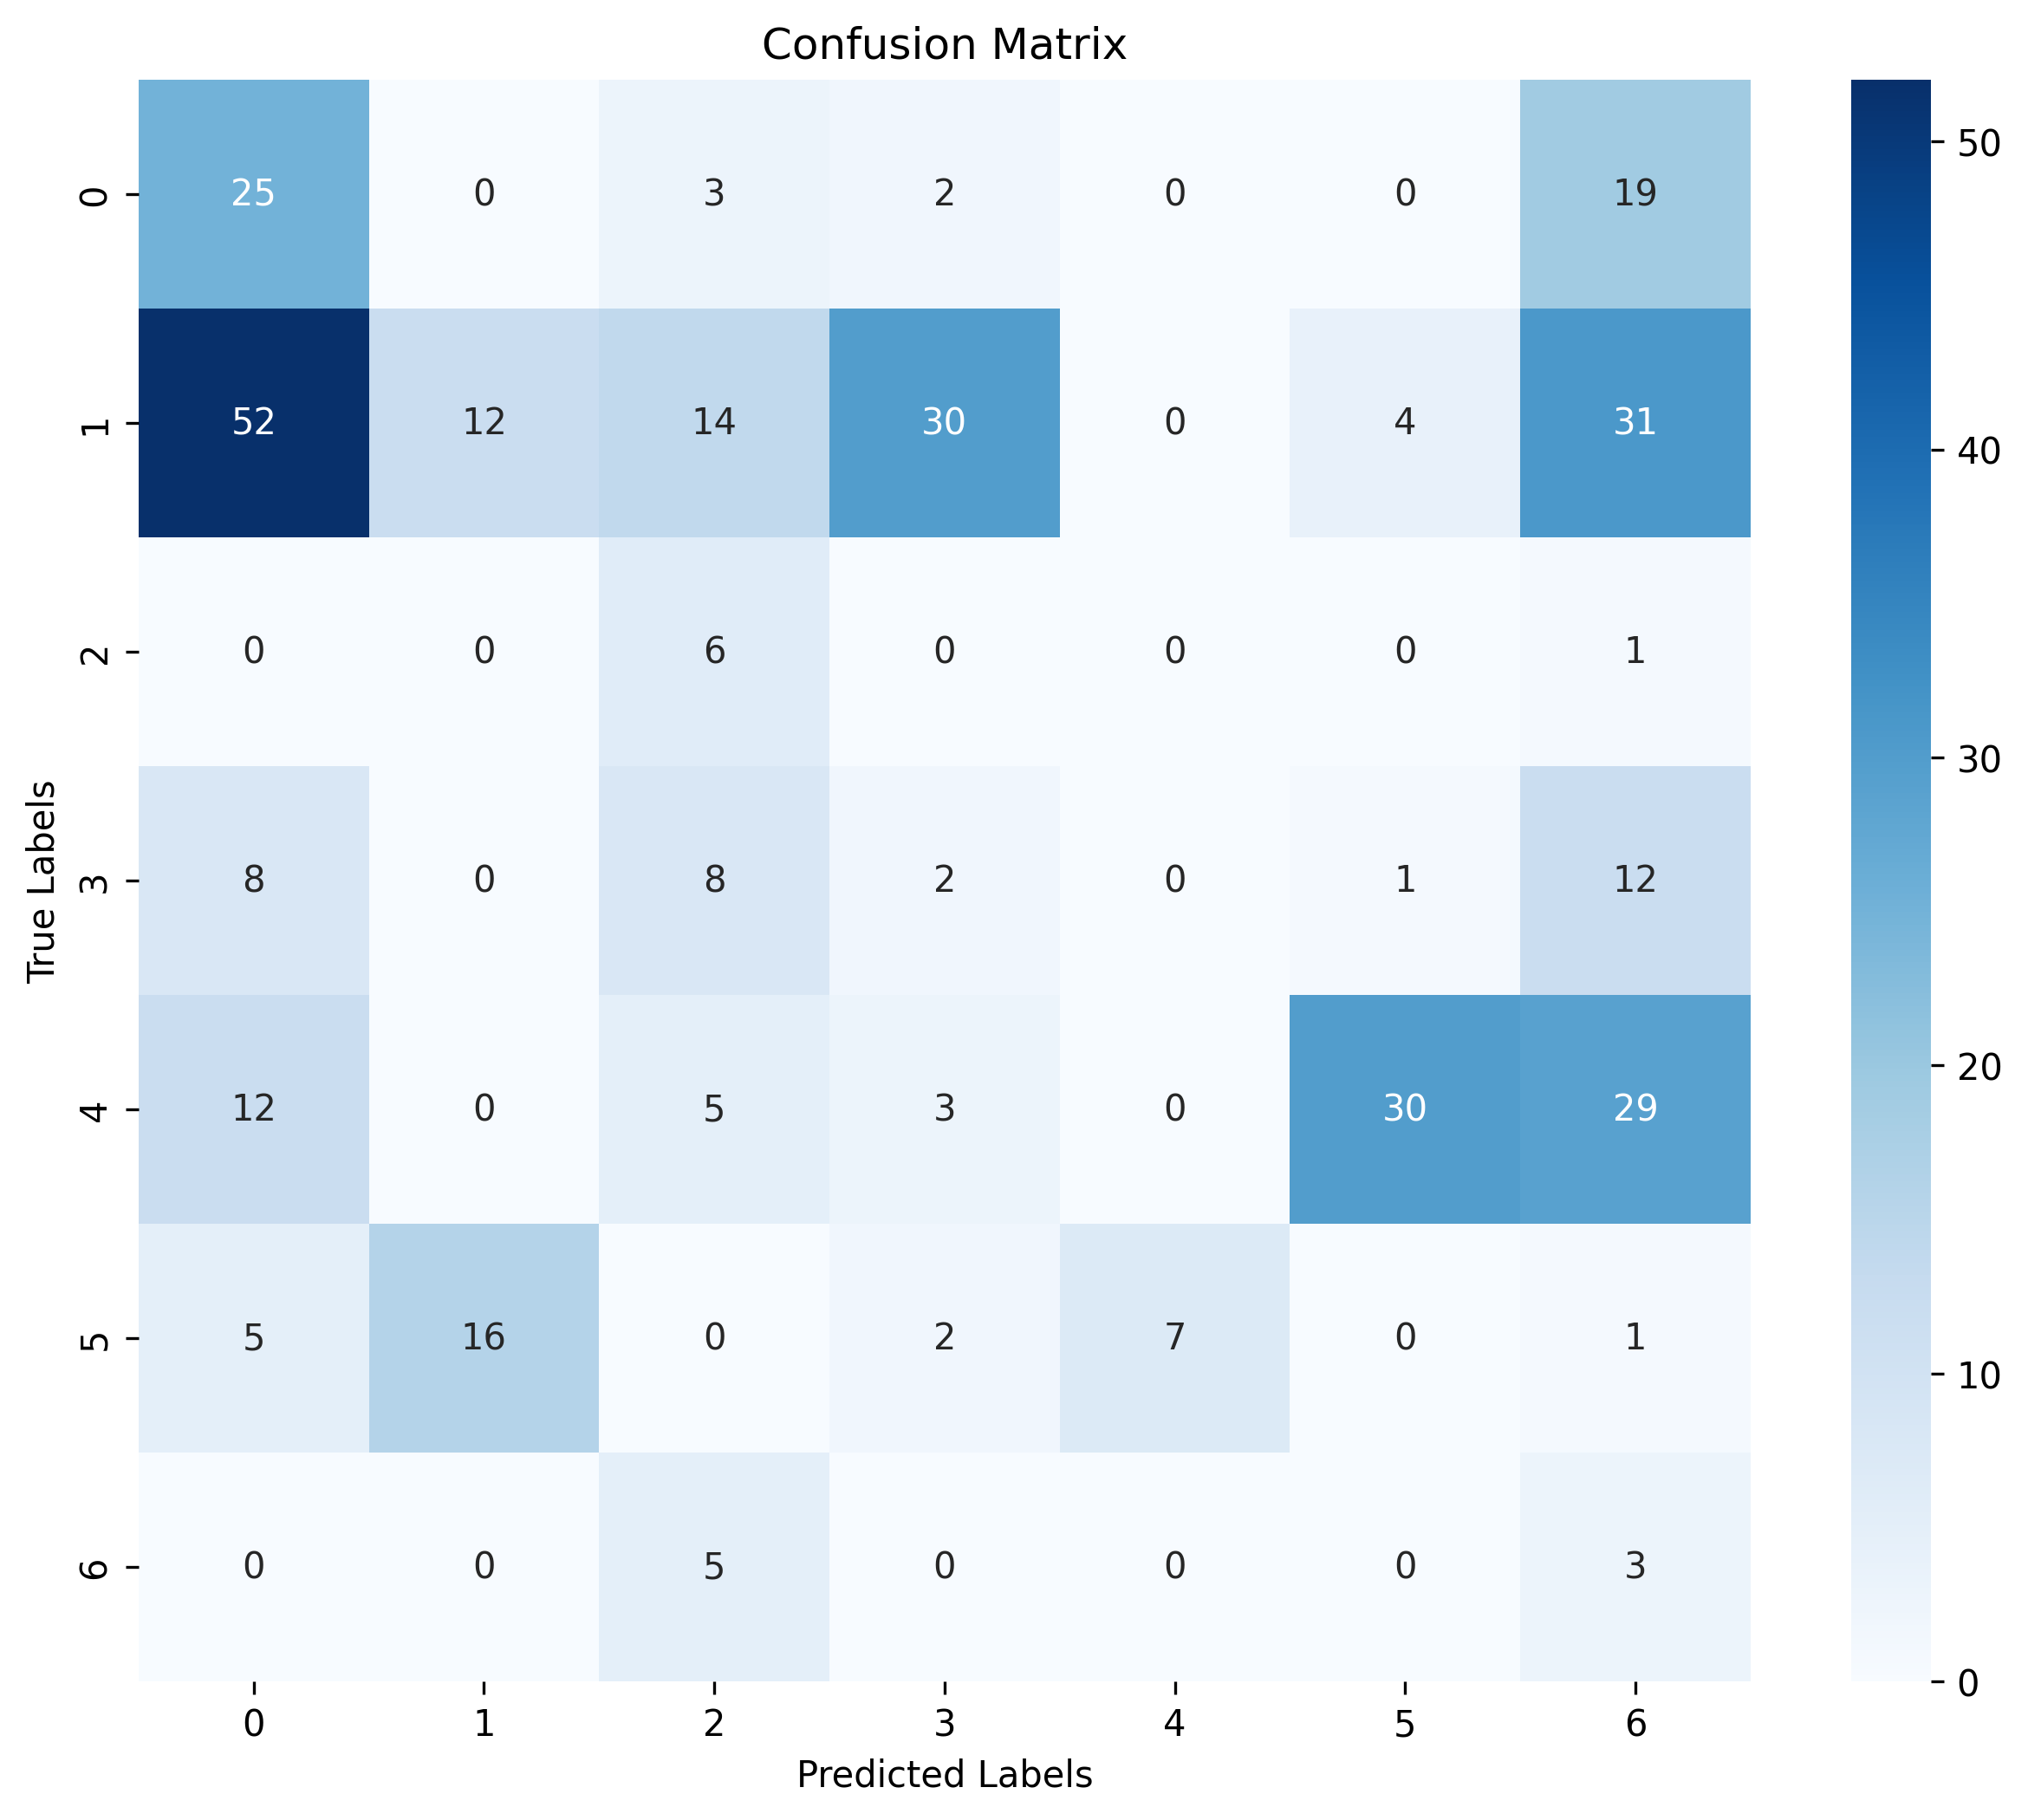 Confusion Matrix
0 25 0 3 2 0 0 19
1 52 12 14 30 0 4 31
2 0 0 6 0 0 0 1
3 8 0 8 2 0 1 12
4 12 0 5 3 0 30 29
5 5 16 0 2 7 0 1
6 0 0 5 0 0 0 3
0 1 2 3 4 5 6
Predicted Labels
True Labels
50
40
30
20
10
0